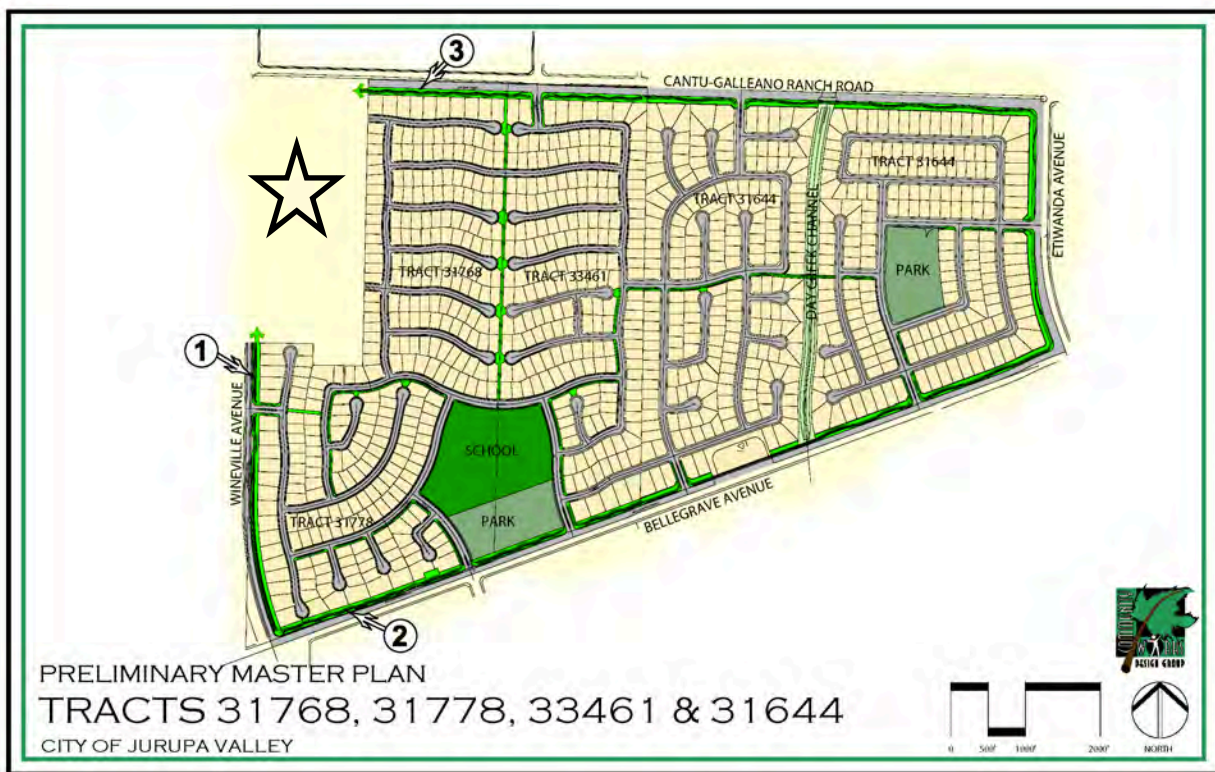 3
CANTU-GALLEANO RANCH ROAD
TRACT 31644
ETIWANDA AVENUE
TRACT 31644
TRACT 31768
TRACT 33461
DAY CREEK CHANNEL
PARK
1
WINEVILLE AVENUE
SCHOOL
LOT
PARK
TRACT 31778
BELLEGRAVE AVENUE
2
PRELIMINARY MASTER PLAN
TRACTS 31768, 31778, 33461 & 31644
CITY OF JURUPA VALLEY
DESIGN GROUP
0 500' 1000' 2000'
NORTH